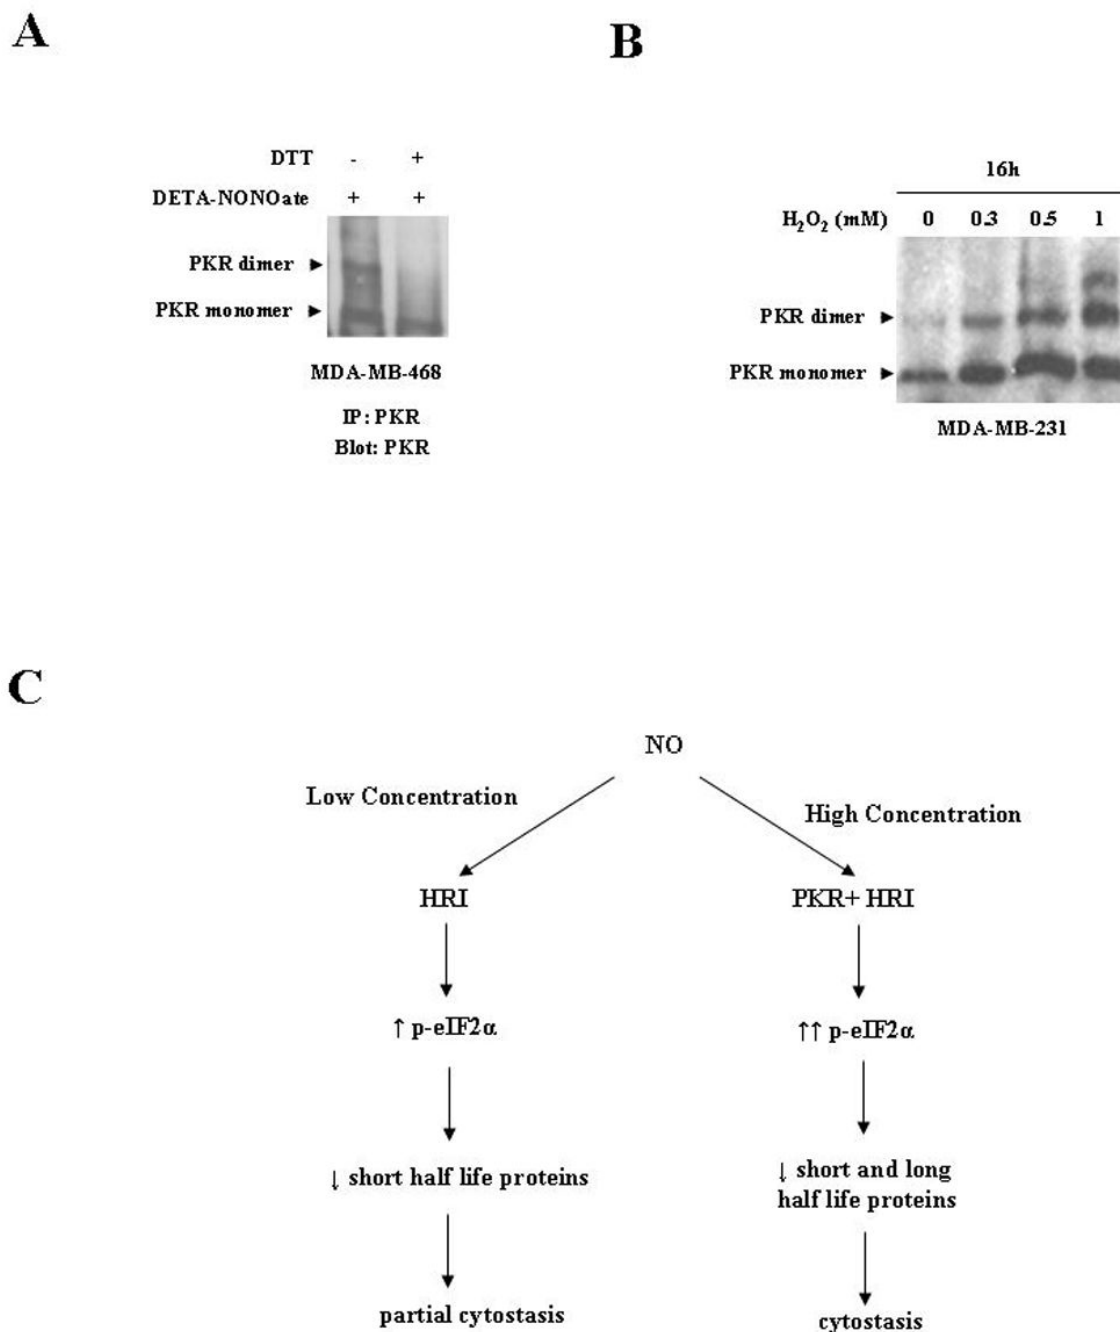 A
DTT - +
DETA-NONOate + +
PKR dimer
PKR monomer
MDA-MB-468
IP: PKR
Blot: PKR
B
16h
H₂O₂ (mM) 0 0.3 0.5 1
PKR dimer
PKR monomer
MDA-MB-231
C
NO
Low Concentration
High Concentration
HRI
PKR+ HRI
↑ p-eIF2α
↑↑ p-eIF2α
↓ short half life proteins
↓ short and long
half life proteins
partial cytostasis
cytostasis